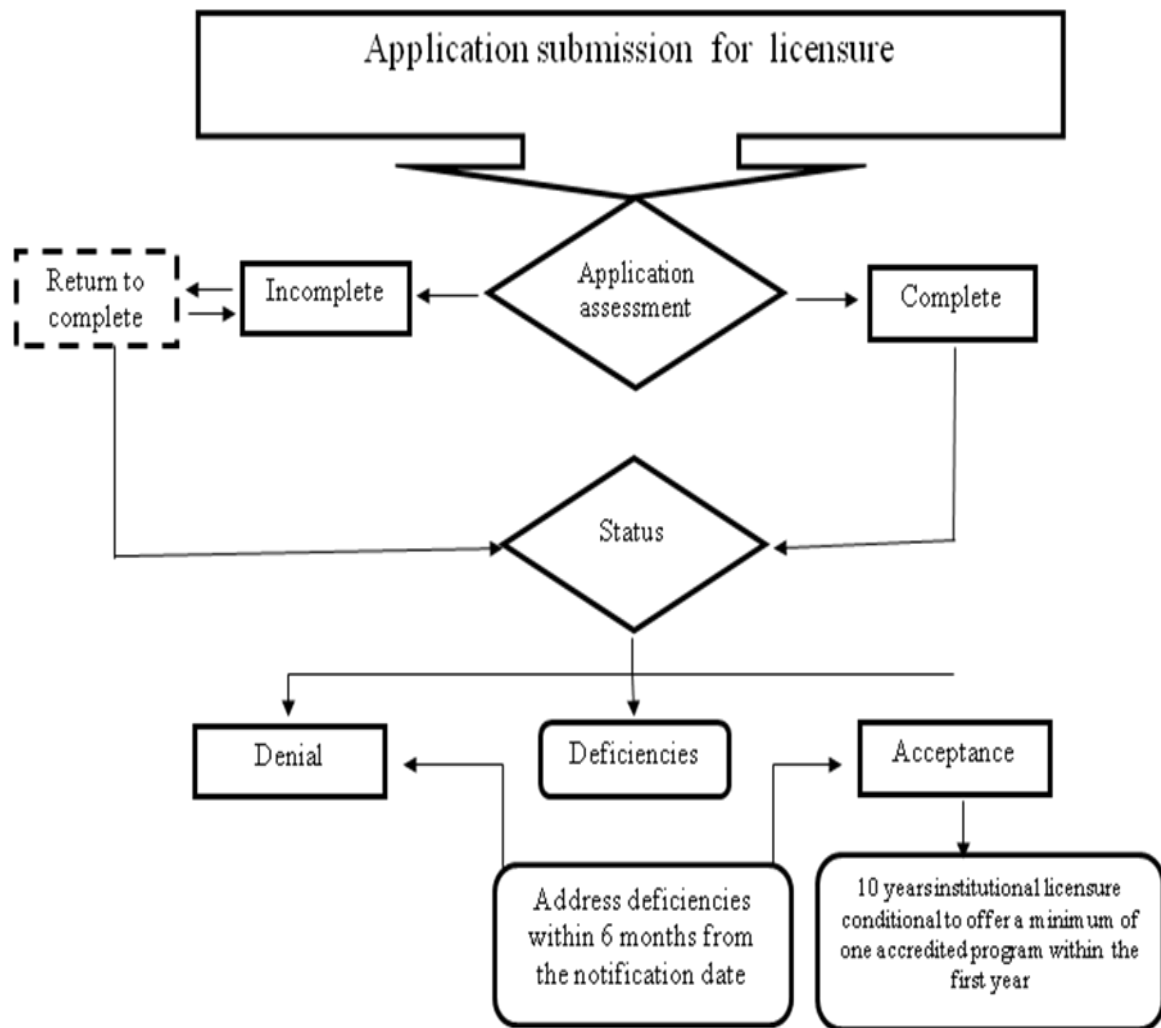 Application submission for licensure
Return to
complete
Incomplete
Application
assessment
Complete
Status
Denial
Deficiencies
Acceptance
Address deficiencies
within 6 months from
the notification date
10 yearsinstitutional licensure
conditional to offer a minimum of
one accredited program within the
first year